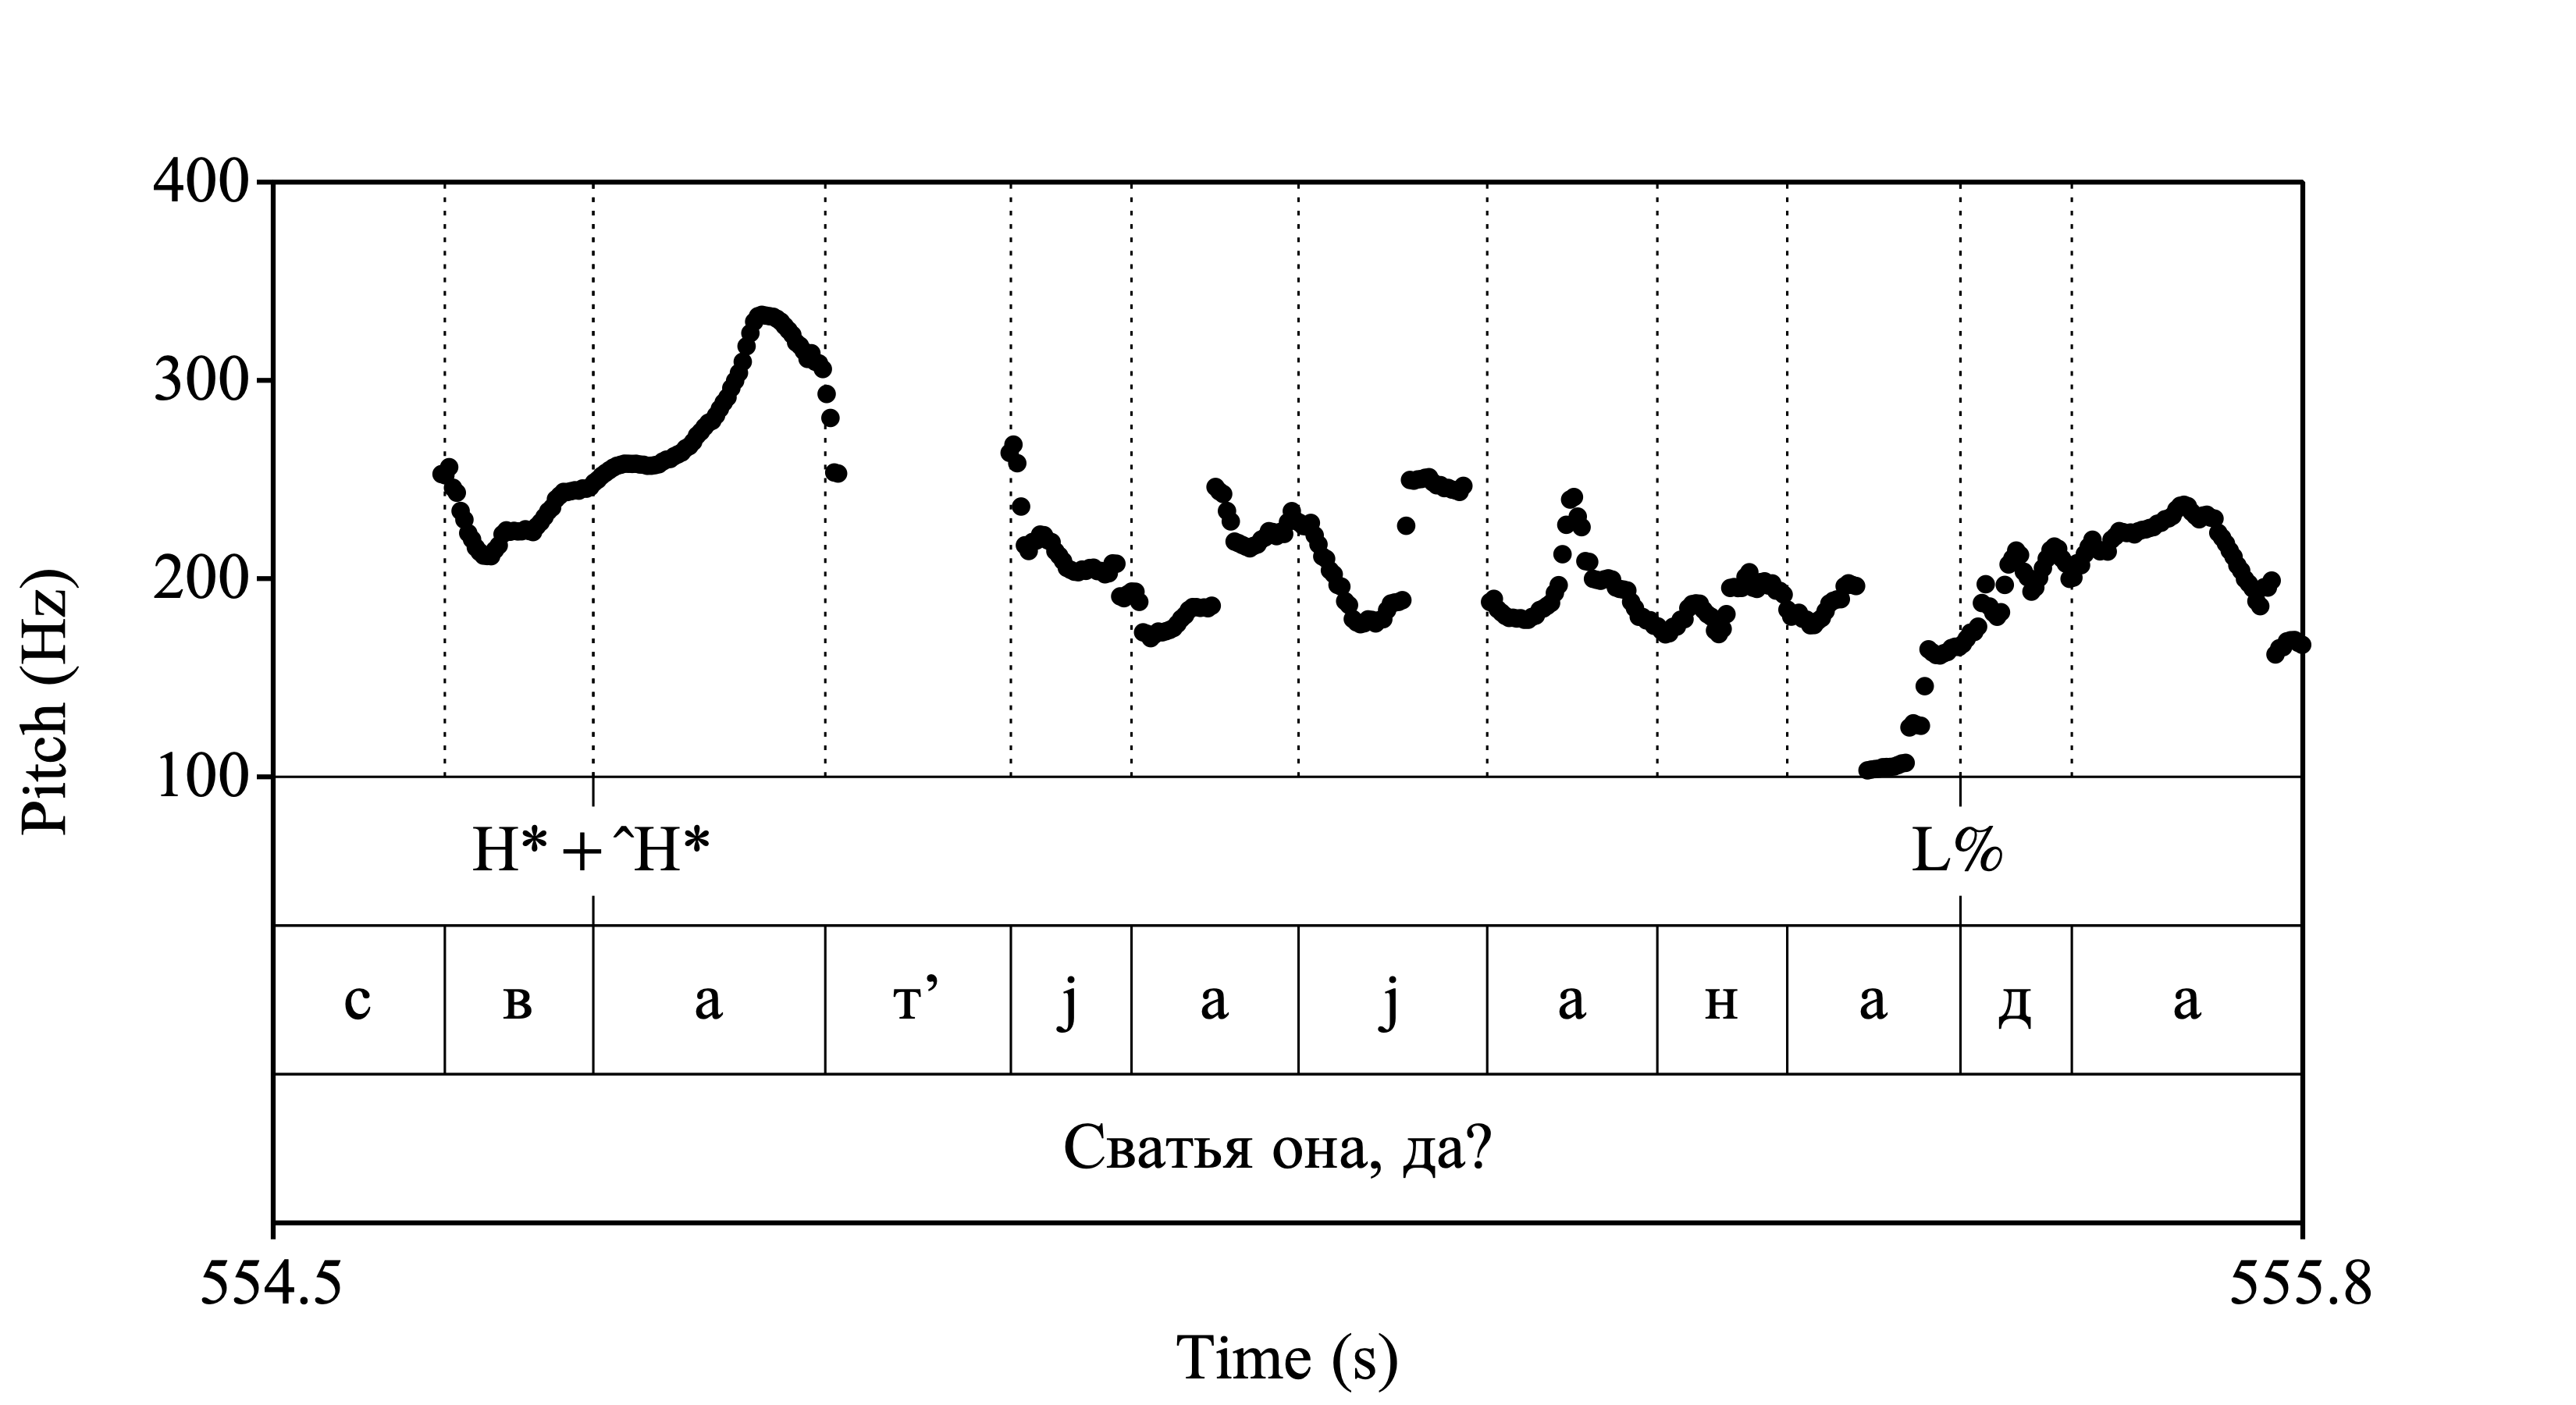 400
300
200
100
Pitch (Hz)
H* + ˆH* L%
с в а т’ j а j а н а д а
Сватья она, да?
554.5 555.8
Time (s)